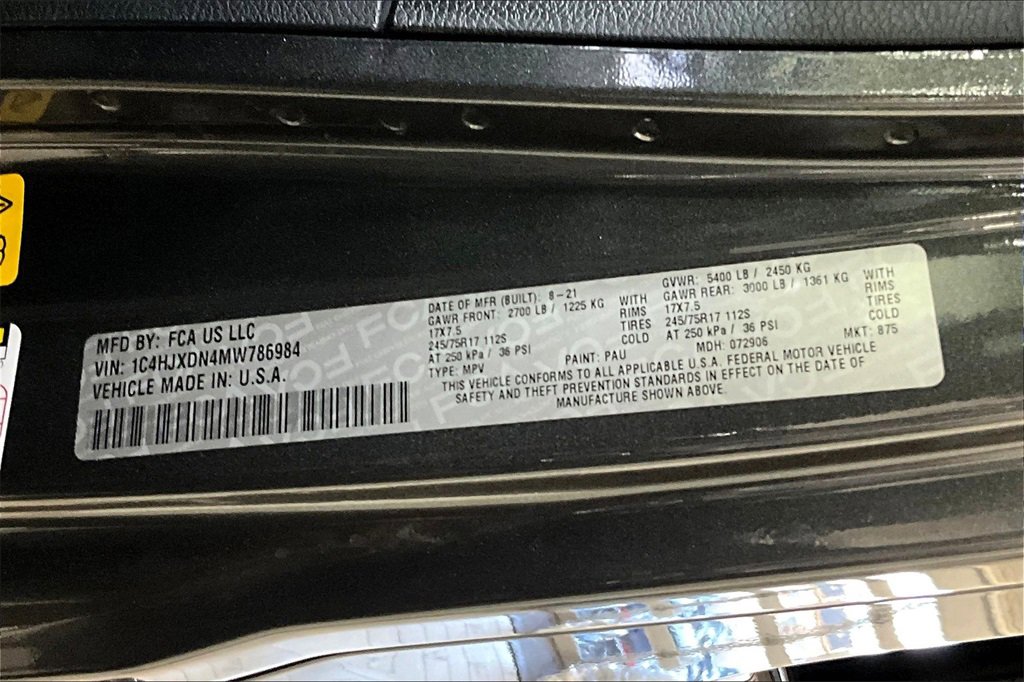 MFD BY: FCA US LLC
VIN: 1C4HJXDN4MW786984
VEHICLE MADE IN: U.S.A.
DATE OF MFR (BUILT): 8-21
GAWR FRONT: 2700 LB / 1225 KG WITH
17X7.5 RIMS
245/75R17 112S TIRES
AT 250 kPa / 36 PSI COLD
TYPE: MPV PAINT: PAU
GVWR: 5400 LB / 2450 KG
GAWR REAR: 3000 LB / 1361 KG WITH
17X7.5 RIMS
245/75R17 112S TIRES
AT 250 kPa / 36 PSI COLD
MDH: 072906 MKT: 875
THIS VEHICLE CONFORMS TO ALL APPLICABLE U.S.A. FEDERAL MOTOR VEHICLE
SAFETY AND THEFT PREVENTION STANDARDS IN EFFECT ON THE DATE OF
MANUFACTURE SHOWN ABOVE.